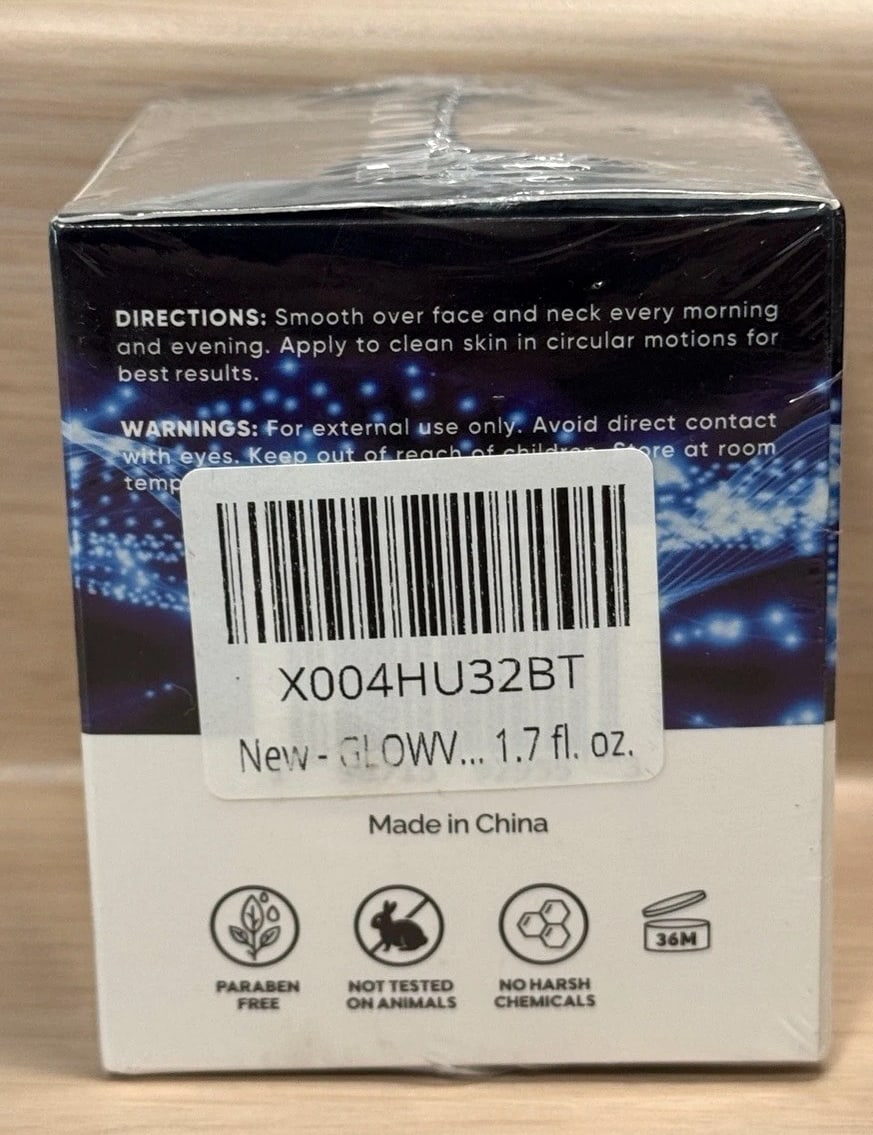 DIRECTIONS: Smooth over face and neck every morning
and evening. Apply to clean skin in circular motions for
best results.
WARNINGS: For external use only. Avoid direct contact
with eyes. Keep out of reach of children. Store at room
temp
X004HU32BT
New - GLOWV... 1.7 fl. oz.
Made in China
36M
PARABEN
FREE
NOT TESTED
ON ANIMALS
NO HARSH
CHEMICALS